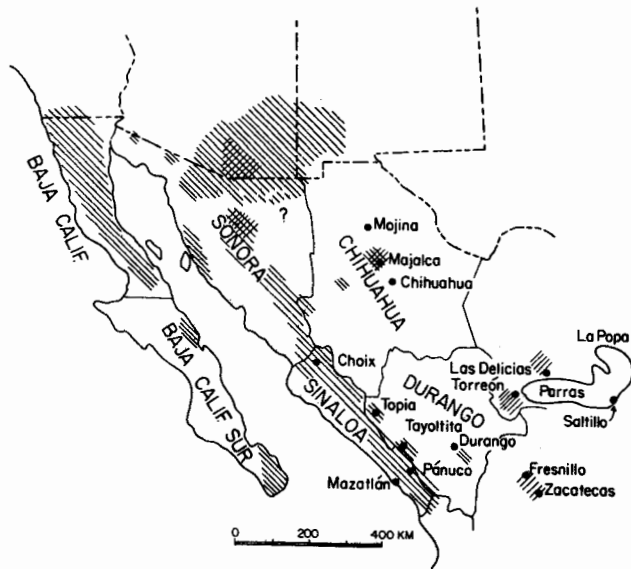 BAJA CALIF.
BAJA CALIF. SUR
SONORA
?
CHIHUAHUA
Mojina
Majalca
Chihuahua
Choix
SINALOA
DURANGO
Topia
Tayoltita
Durango
Pánuco
Mazatlán
Las Delicias
Torreón
La Popa
Parras
Saltillo
Fresnillo
Zacatecas
0 200 400 KM